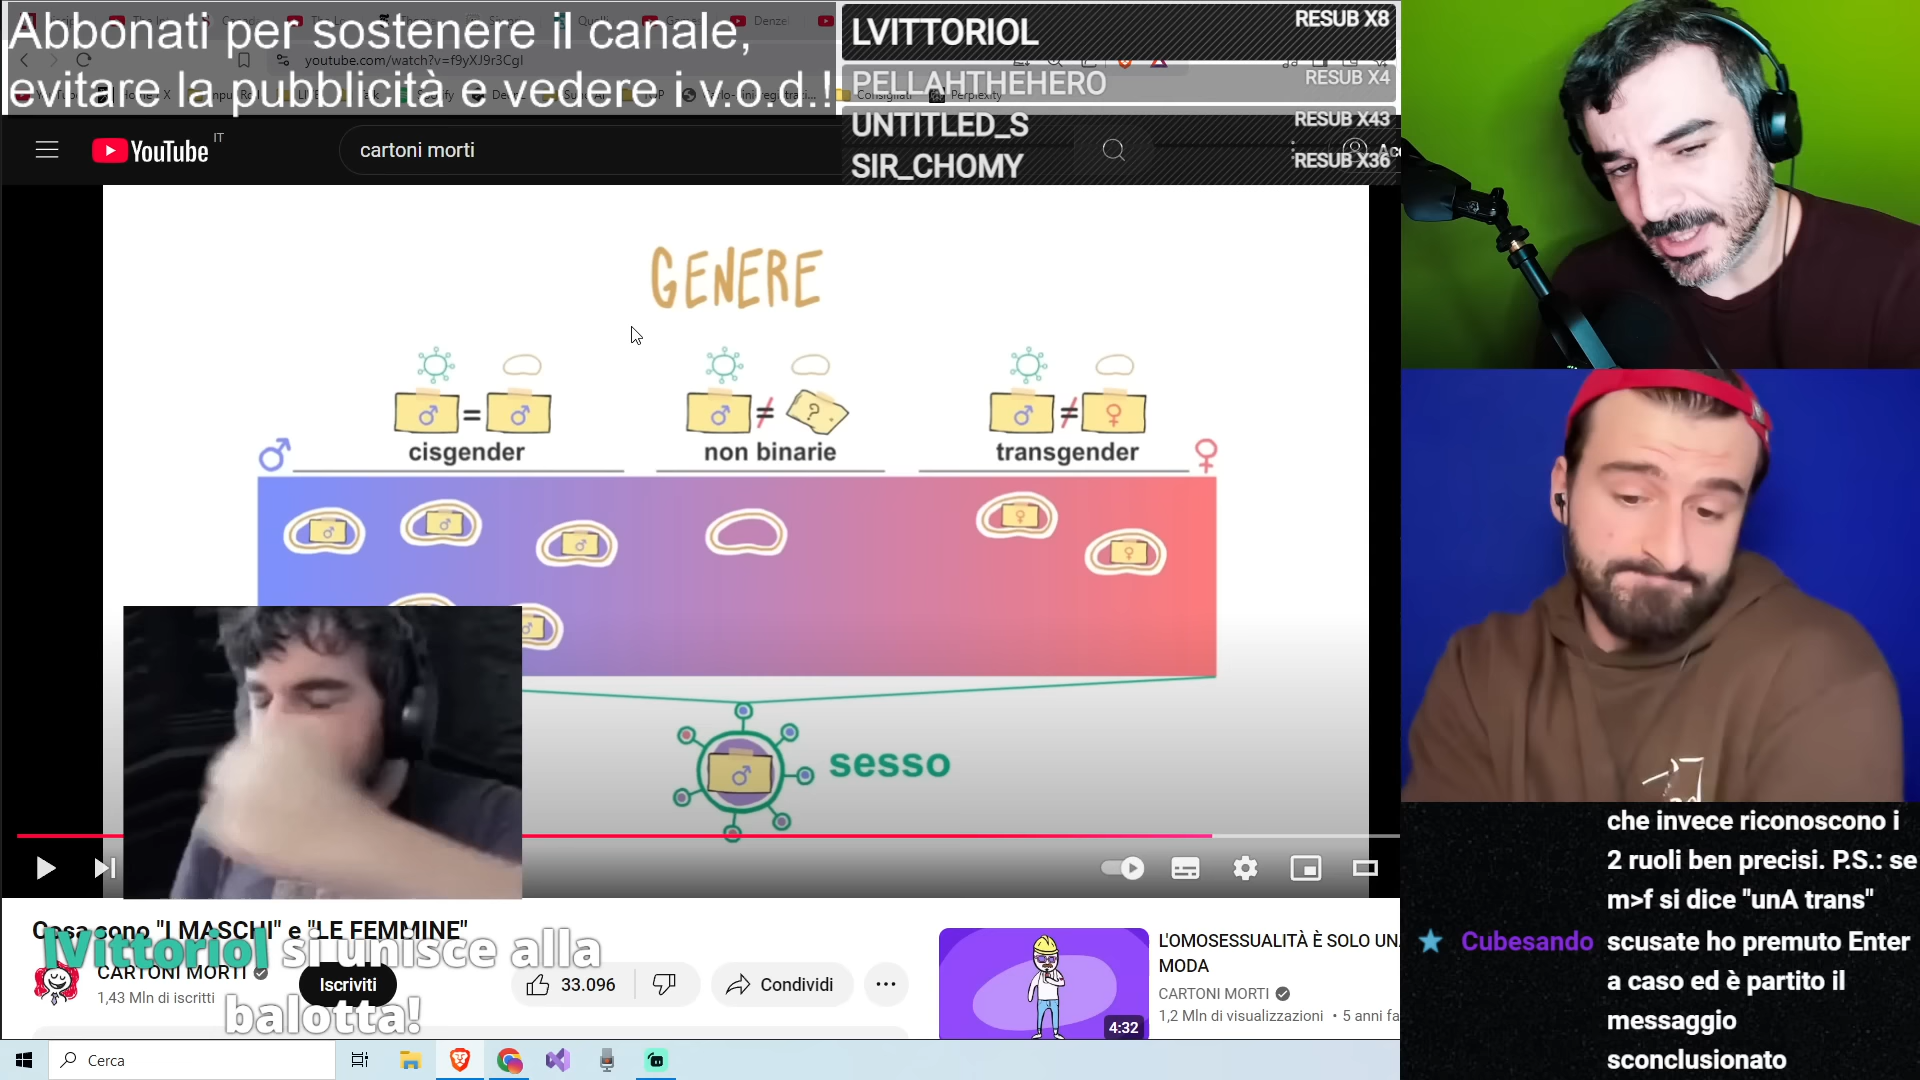 Abbonati per sostenere il canale,
evitare la pubblicità e vedere i v.o.d.!
youtube.com/watch?v=f9yXJ9r3CgI
LVITTORIOL RESUB X8
PELLAHTHEHERO RESUB X4
UNTITLED_S RESUB X43
SIR_CHOMY RESUB X36
YouTube IT
cartoni morti
GENERE
cisgender
non binarie
transgender
sesso
Cosa sono "I MASCHI" e "LE FEMMINE"
lVittoriol si unisce alla
balotta!
CARTONI MORTI
1,43 Mln di iscritti
Iscriviti
33.096
Condividi
4:32
L'OMOSESSUALITÀ È SOLO UN
MODA
CARTONI MORTI
1,2 Mln di visualizzazioni • 5 anni fa
che invece riconoscono i
2 ruoli ben precisi. P.S.: se
m>f si dice "unA trans"
Cubesando scusate ho premuto Enter
a caso ed è partito il
messaggio
sconclusionato
Cerca